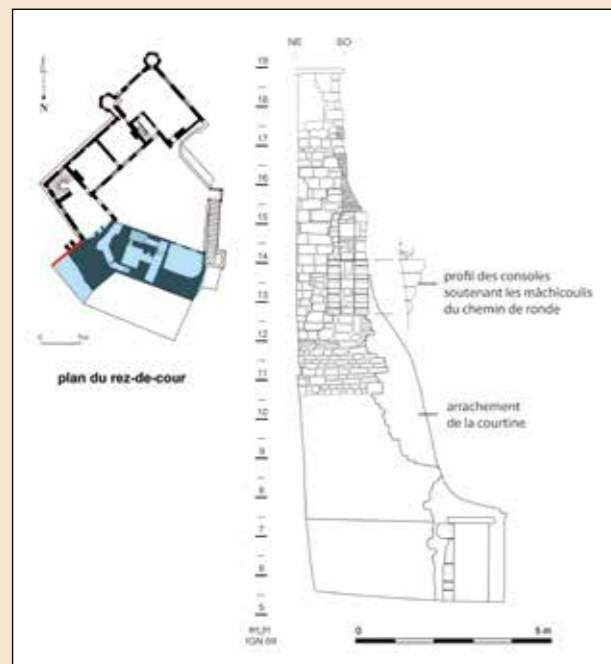 N
plan du rez-de-cour
NE
SO
19
18
17
16
15
14
13
12
11
10
9
8
7
6
5
IGN 69
profil des consoles
soutenant les mâchicoulis
du chemin de ronde
arrachement
de la courtine
0
5 m